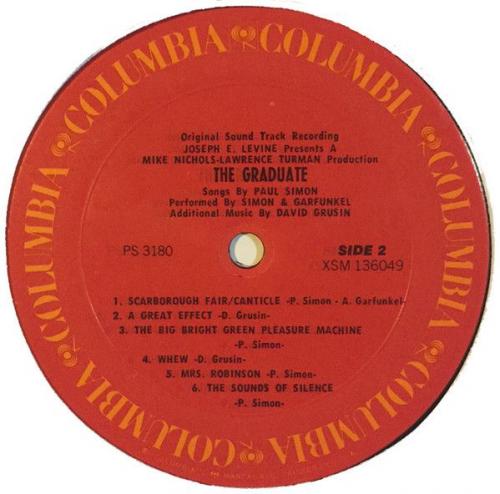 COLUMBIA COLUMBIA COLUMBIA COLUMBIA COLUMBIA COLUMBIA
Original Sound Track Recording
JOSEPH E. LEVINE Presents A
MIKE NICHOLS-LAWRENCE TURMAN Production
THE GRADUATE
Songs By PAUL SIMON
Performed By SIMON & GARFUNKEL
Additional Music By DAVID GRUSIN
PS 3180
SIDE 2
XSM 136049
1. SCARBOROUGH FAIR/CANTICLE -P. Simon - A. Garfunkel-
2. A GREAT EFFECT -D. Grusin-
3. THE BIG BRIGHT GREEN PLEASURE MACHINE
-P. Simon-
4. WHEW -D. Grusin-
5. MRS. ROBINSON -P. Simon-
6. THE SOUNDS OF SILENCE
-P. Simon-